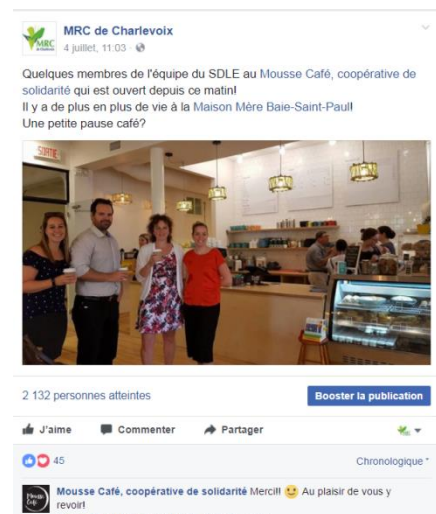 MRC de Charlevoix
4 juillet, 11:03
Quelques membres de l'équipe du SDLE au Mousse Café, coopérative de
solidarité qui est ouvert depuis ce matin!
Il y a de plus en plus de vie à la Maison Mère Baie-Saint-Paul!
Une petite pause café?
SORTIE
2 132 personnes atteintes
Booster la publication
J'aime Commenter Partager
45
Chronologique
Mousse Café, coopérative de solidarité Merci!! Au plaisir de vous y
revoir!